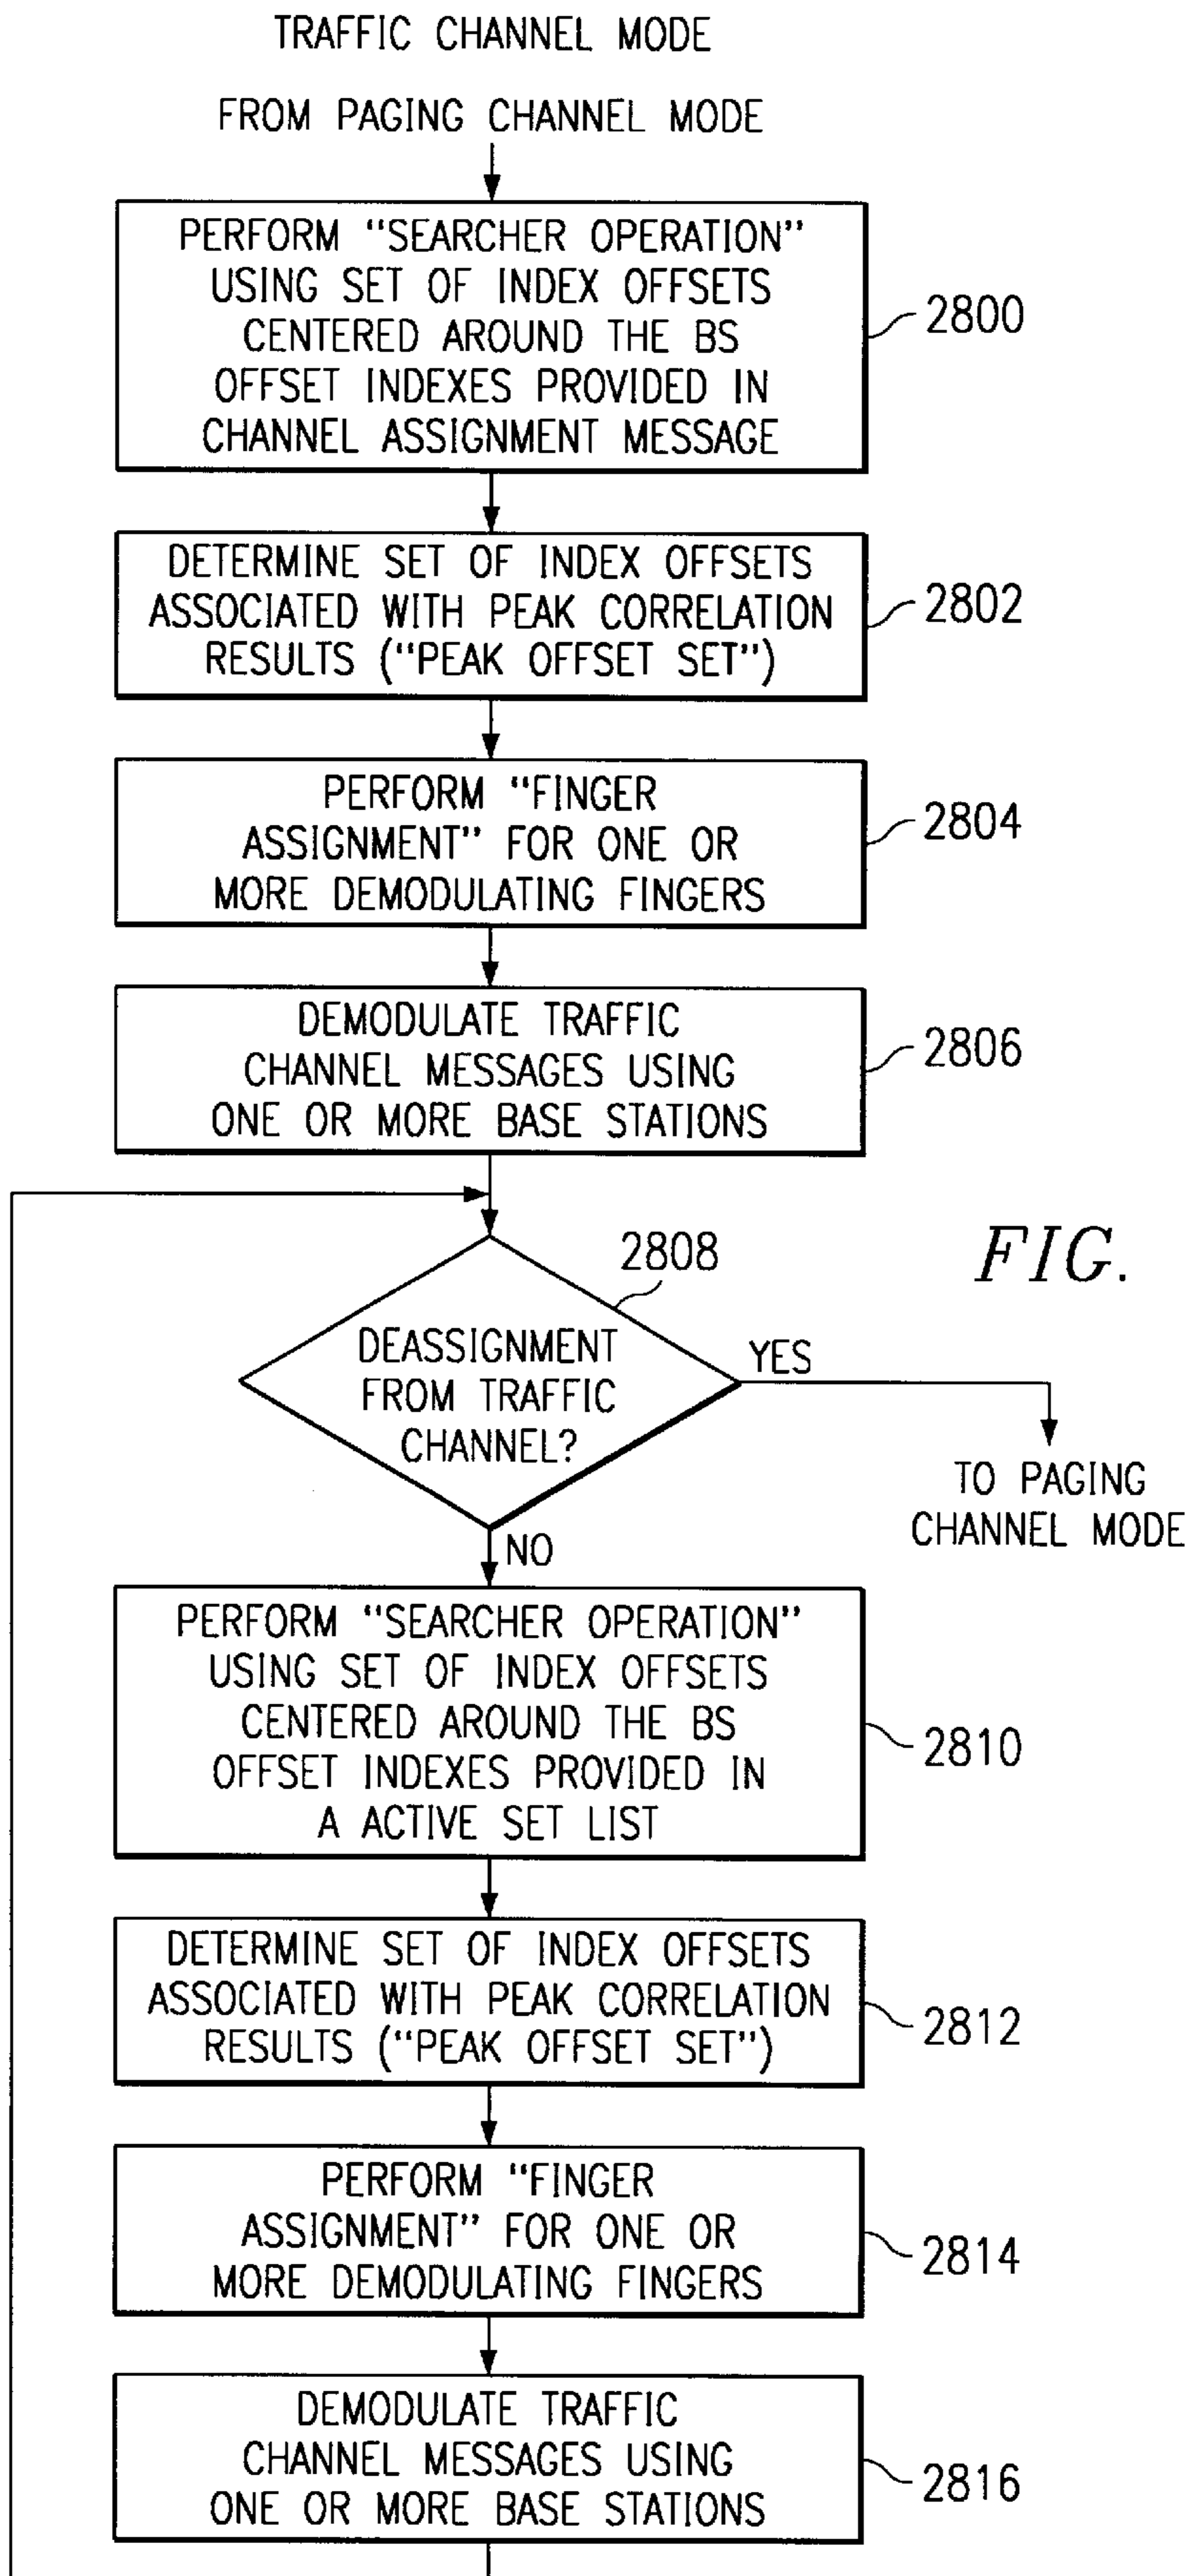 TRAFFIC CHANNEL MODE
FROM PAGING CHANNEL MODE
PERFORM "SEARCHER OPERATION"
USING SET OF INDEX OFFSETS
CENTERED AROUND THE BS
OFFSET INDEXES PROVIDED IN
CHANNEL ASSIGNMENT MESSAGE
2800
DETERMINE SET OF INDEX OFFSETS
ASSOCIATED WITH PEAK CORRELATION
RESULTS ("PEAK OFFSET SET")
2802
PERFORM "FINGER
ASSIGNMENT" FOR ONE OR
MORE DEMODULATING FINGERS
2804
DEMODULATE TRAFFIC
CHANNEL MESSAGES USING
ONE OR MORE BASE STATIONS
2806
FIG.
2808
DEASSIGNMENT
FROM TRAFFIC
CHANNEL?
YES
TO PAGING
CHANNEL MODE
NO
PERFORM "SEARCHER OPERATION"
USING SET OF INDEX OFFSETS
CENTERED AROUND THE BS
OFFSET INDEXES PROVIDED IN
A ACTIVE SET LIST
2810
DETERMINE SET OF INDEX OFFSETS
ASSOCIATED WITH PEAK CORRELATION
RESULTS ("PEAK OFFSET SET")
2812
PERFORM "FINGER
ASSIGNMENT" FOR ONE OR
MORE DEMODULATING FINGERS
2814
DEMODULATE TRAFFIC
CHANNEL MESSAGES USING
ONE OR MORE BASE STATIONS
2816